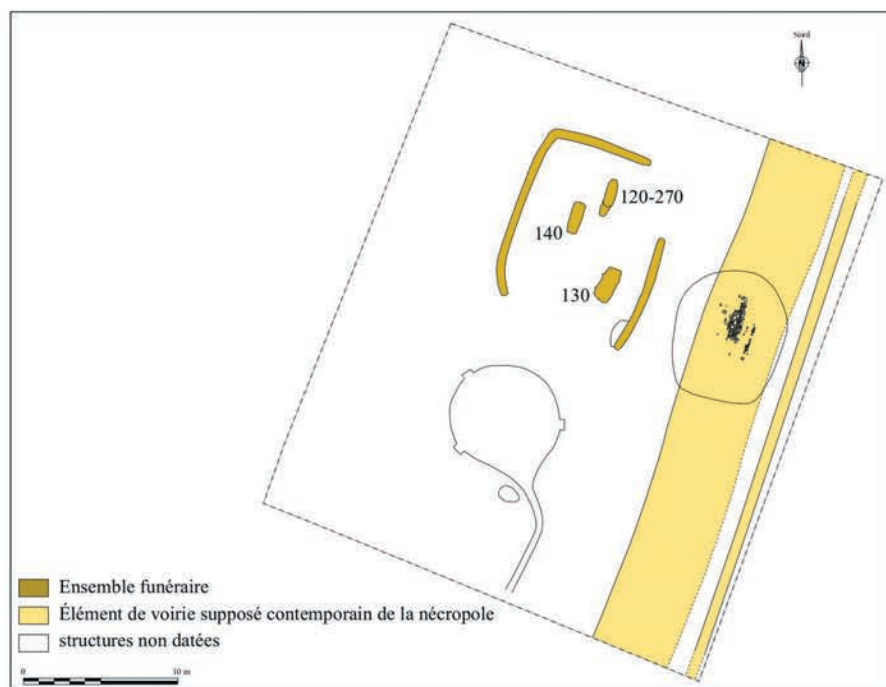 Nord
N
120-270
140
130
Ensemble funéraire
Élément de voirie supposé contemporain de la nécropole
structures non datées
0 10 m